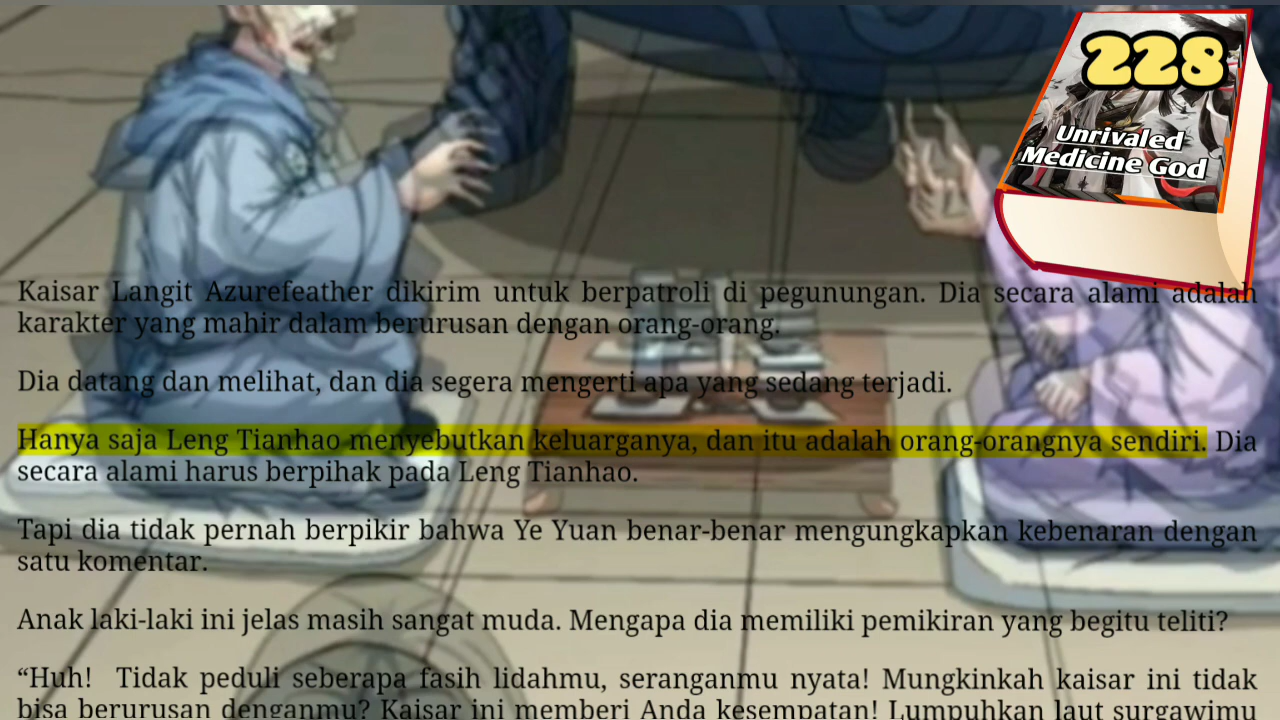 228
Unrivaled
Medicine God
Kaisar Langit Azurefeather dikirim untuk berpatroli di pegunungan. Dia secara alami adalah
karakter yang mahir dalam berurusan dengan orang-orang.
Dia datang dan melihat, dan dia segera mengerti apa yang sedang terjadi.
Hanya saja Leng Tianhao menyebutkan keluarganya, dan itu adalah orang-orangnya sendiri. Dia
secara alami harus berpihak pada Leng Tianhao.
Tapi dia tidak pernah berpikir bahwa Ye Yuan benar-benar mengungkapkan kebenaran dengan
satu komentar.
Anak laki-laki ini jelas masih sangat muda. Mengapa dia memiliki pemikiran yang begitu teliti?
“Huh! Tidak peduli seberapa fasih lidahmu, seranganmu nyata! Mungkinkah kaisar ini tidak
bisa berurusan denganmu? Kaisar ini memberi Anda kesempatan! Lumpuhkan laut surgawimu